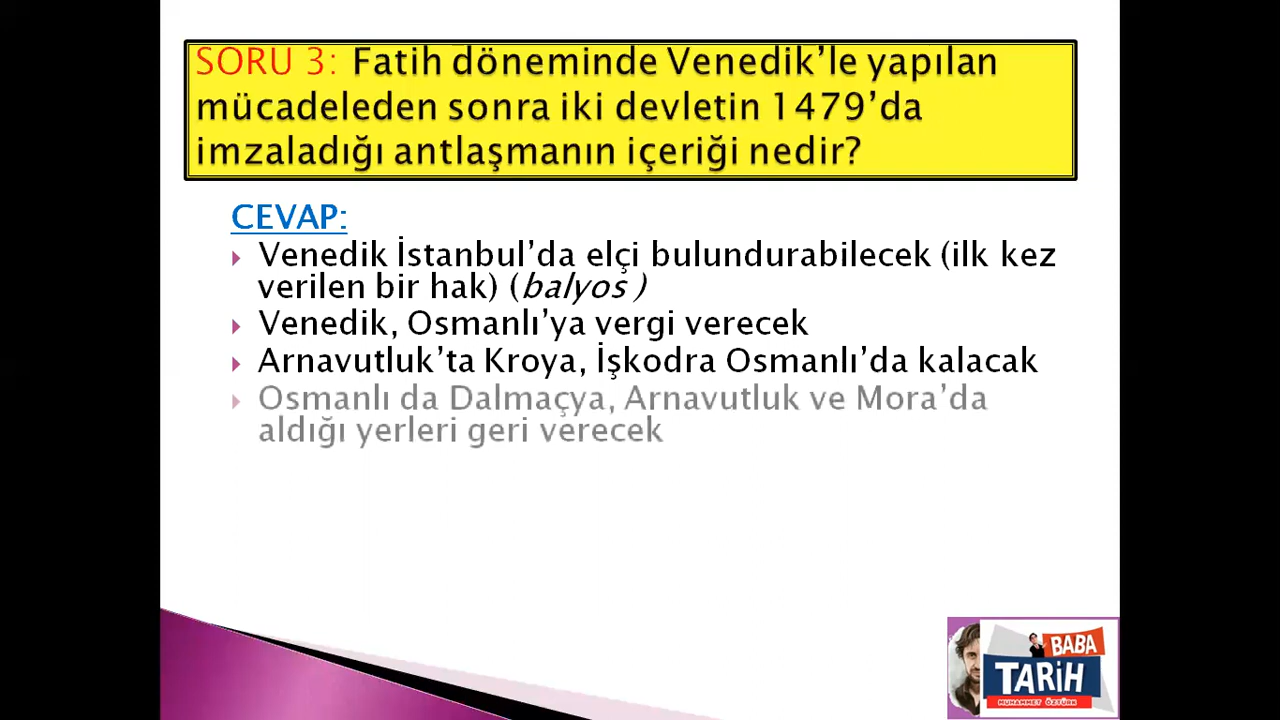 SORU 3: Fatih döneminde Venedik’le yapılan
mücadeleden sonra iki devletin 1479’da
imzaladığı antlaşmanın içeriği nedir?
CEVAP:
Venedik İstanbul’da elçi bulundurabilecek (ilk kez
verilen bir hak) (balyos )
Venedik, Osmanlı’ya vergi verecek
Arnavutluk’ta Kroya, İşkodra Osmanlı’da kalacak
Osmanlı da Dalmaçya, Arnavutluk ve Mora’da
aldığı yerleri geri verecek
BABA
TARİH
MUHAMMET ÖZTÜRK